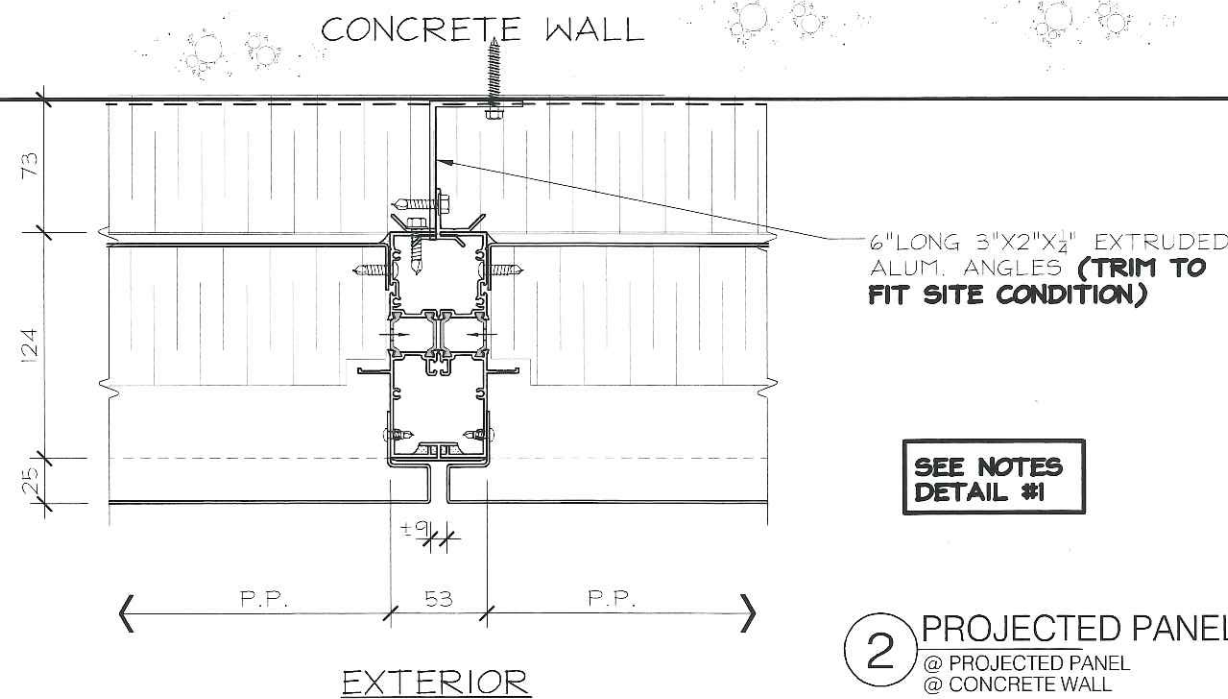 CONCRETE WALL
73
124
25
6"LONG 3"X2"X¼" EXTRUDED
ALUM. ANGLES (TRIM TO
FIT SITE CONDITION)
SEE NOTES
DETAIL #1
±9
P.P. 53 P.P.
EXTERIOR
2 PROJECTED PANEL
@ PROJECTED PANEL
@ CONCRETE WALL